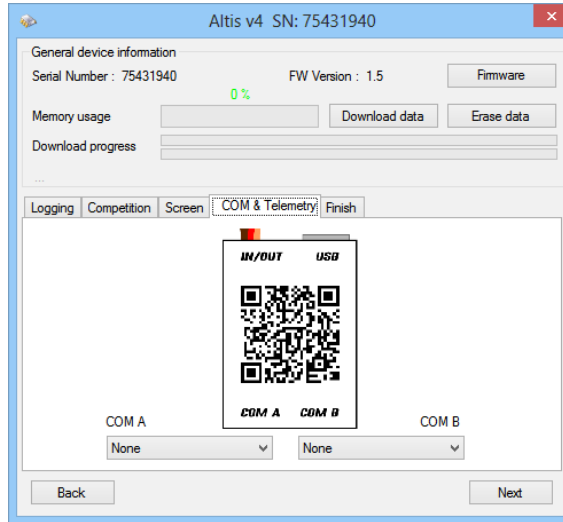 Altis v4 SN: 75431940
General device information
Serial Number : 75431940 FW Version : 1.5 Firmware
0 %
Memory usage Download data Erase data
Download progress
...
Logging Competition Screen COM & Telemetry Finish
IN/OUT USB
COM A COM B
COM A COM B
None None
Back Next